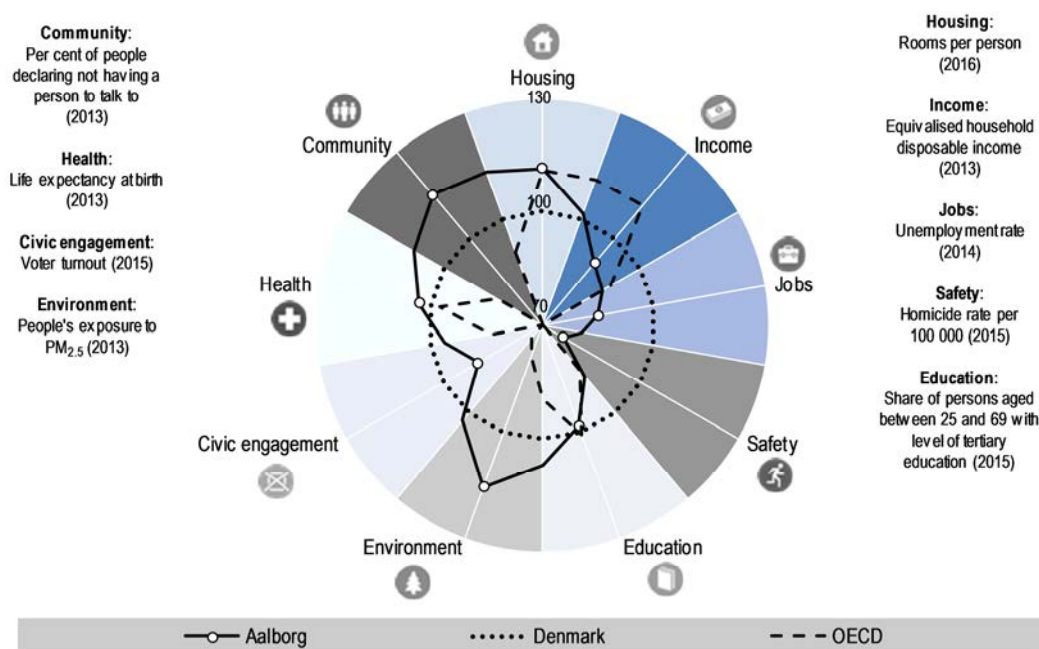 Community:
Per cent of people
declaring not having a
person to talk to
(2013)
Health:
Life expectancy at birth
(2013)
Civic engagement:
Voter turnout (2015)
Environment:
People's exposure to
PM2.5 (2013)
Housing
130
100
70
Community
Income
Health
Jobs
Civic engagement
Safety
Environment
Education
Housing:
Rooms per person
(2016)
Income:
Equivalised household
disposable income
(2013)
Jobs:
Unemployment rate
(2014)
Safety:
Homicide rate per
100 000 (2015)
Education:
Share of persons aged
between 25 and 69 with
level of tertiary
education (2015)
Aalborg
Denmark
OECD